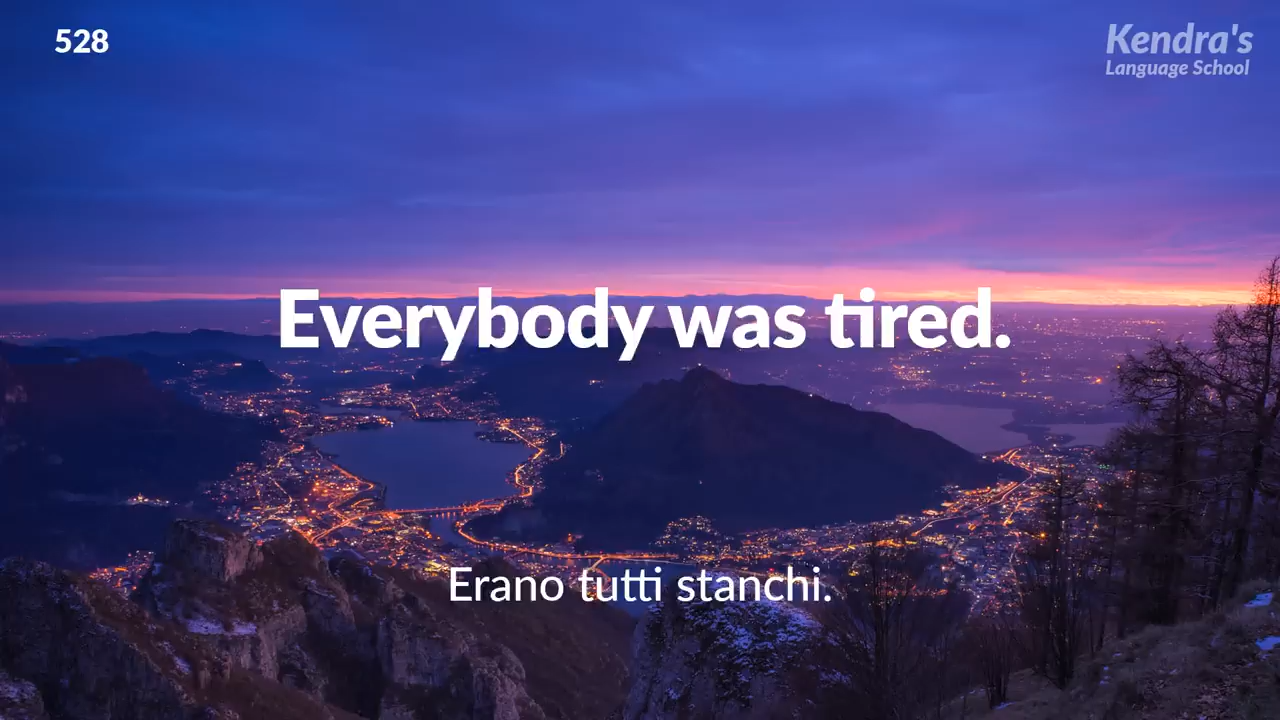 528
Kendra's
Language School
Everybody was tired.
Erano tutti stanchi.